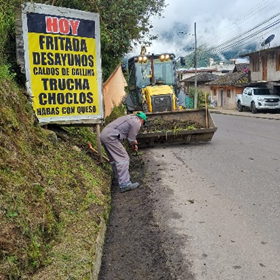 HOY
FRITADA
DESAYUNOS
CALDOS DE GALLINA
TRUCHA
CHOCLOS
HABAS CON QUESO